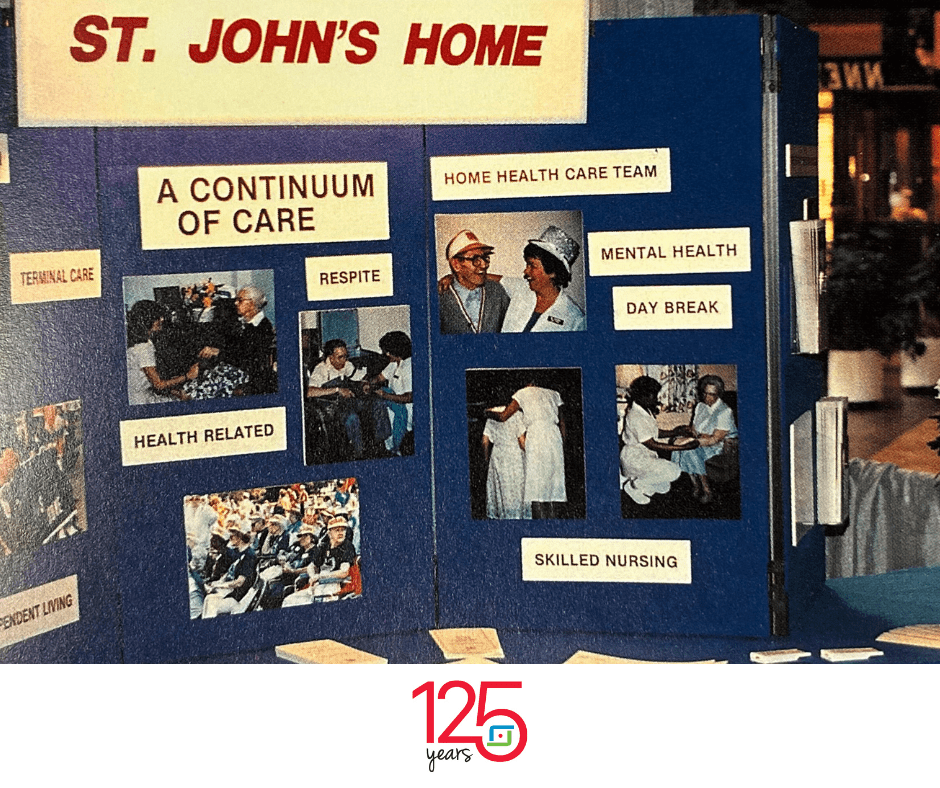 ST. JOHN'S HOME
A CONTINUUM
OF CARE
TERMINAL CARE
RESPITE
HEALTH RELATED
PENDENT LIVING
HOME HEALTH CARE TEAM
MENTAL HEALTH
DAY BREAK
SKILLED NURSING
125
years